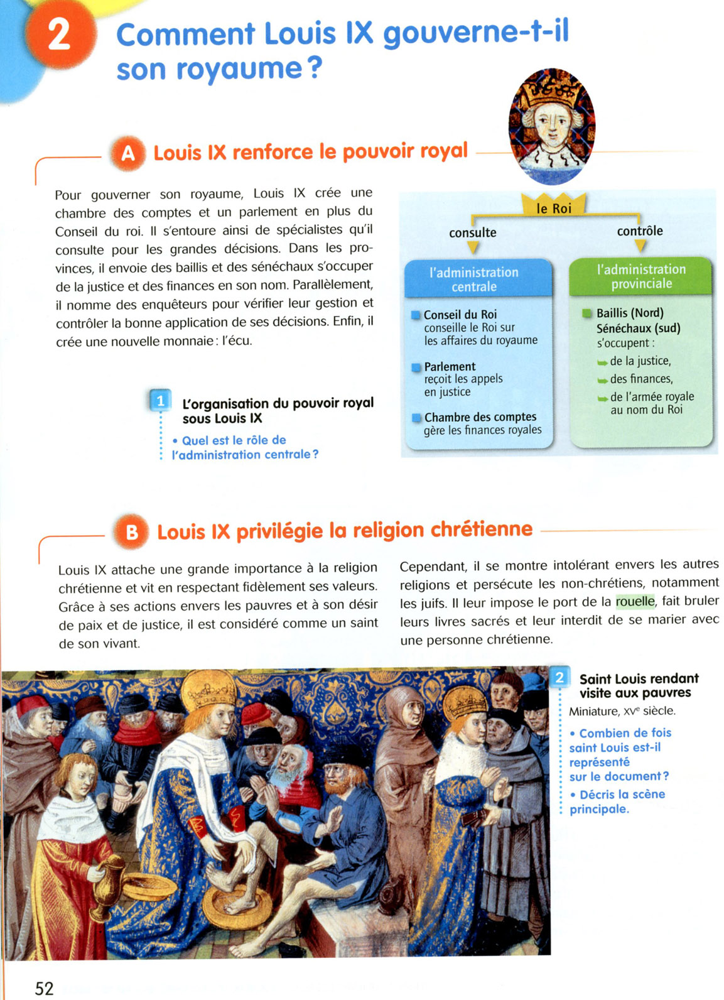 2
Comment Louis IX gouverne-t-il
son royaume ?
A Louis IX renforce le pouvoir royal
Pour gouverner son royaume, Louis IX crée une
chambre des comptes et un parlement en plus du
Conseil du roi. Il s'entoure ainsi de spécialistes qu'il
consulte pour les grandes décisions. Dans les pro-
vinces, il envoie des baillis et des sénéchaux s'occuper
de la justice et des finances en son nom. Parallèlement,
il nomme des enquêteurs pour vérifier leur gestion et
contrôler la bonne application de ses décisions. Enfin, il
crée une nouvelle monnaie : l'écu.
1
L'organisation du pouvoir royal
sous Louis IX
• Quel est le rôle de
l'administration centrale ?
le Roi
consulte
contrôle
l'administration
centrale
Conseil du Roi
conseille le Roi sur
les affaires du royaume
Parlement
reçoit les appels
en justice
Chambre des comptes
gère les finances royales
l'administration
provinciale
Baillis (Nord)
Sénéchaux (sud)
s'occupent :
de la justice,
des finances,
de l'armée royale
au nom du Roi
B Louis IX privilégie la religion chrétienne
Louis IX attache une grande importance à la religion
chrétienne et vit en respectant fidèlement ses valeurs.
Grâce à ses actions envers les pauvres et à son désir
de paix et de justice, il est considéré comme un saint
de son vivant.
Cependant, il se montre intolérant envers les autres
religions et persécute les non-chrétiens, notamment
les juifs. Il leur impose le port de la rouelle, fait bruler
leurs livres sacrés et leur interdit de se marier avec
une personne chrétienne.
2
Saint Louis rendant
visite aux pauvres
Miniature, XVe siècle.
• Combien de fois
saint Louis est-il
représenté
sur le document ?
• Décris la scène
principale.
52